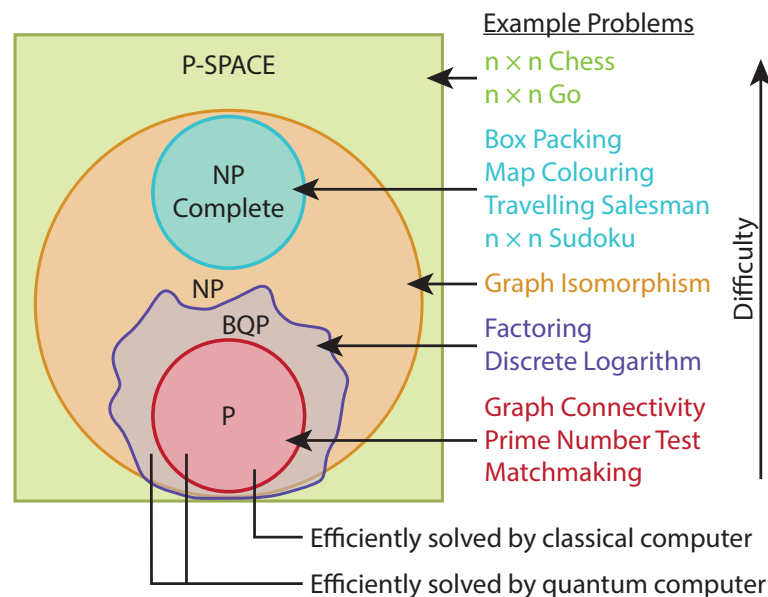 Example Problems
P-SPACE
n × n Chess
n × n Go
NP
Complete
Box Packing
Map Colouring
Travelling Salesman
n × n Sudoku
NP
Graph Isomorphism
BQP
Factoring
Discrete Logarithm
P
Graph Connectivity
Prime Number Test
Matchmaking
Difficulty
Efficiently solved by classical computer
Efficiently solved by quantum computer